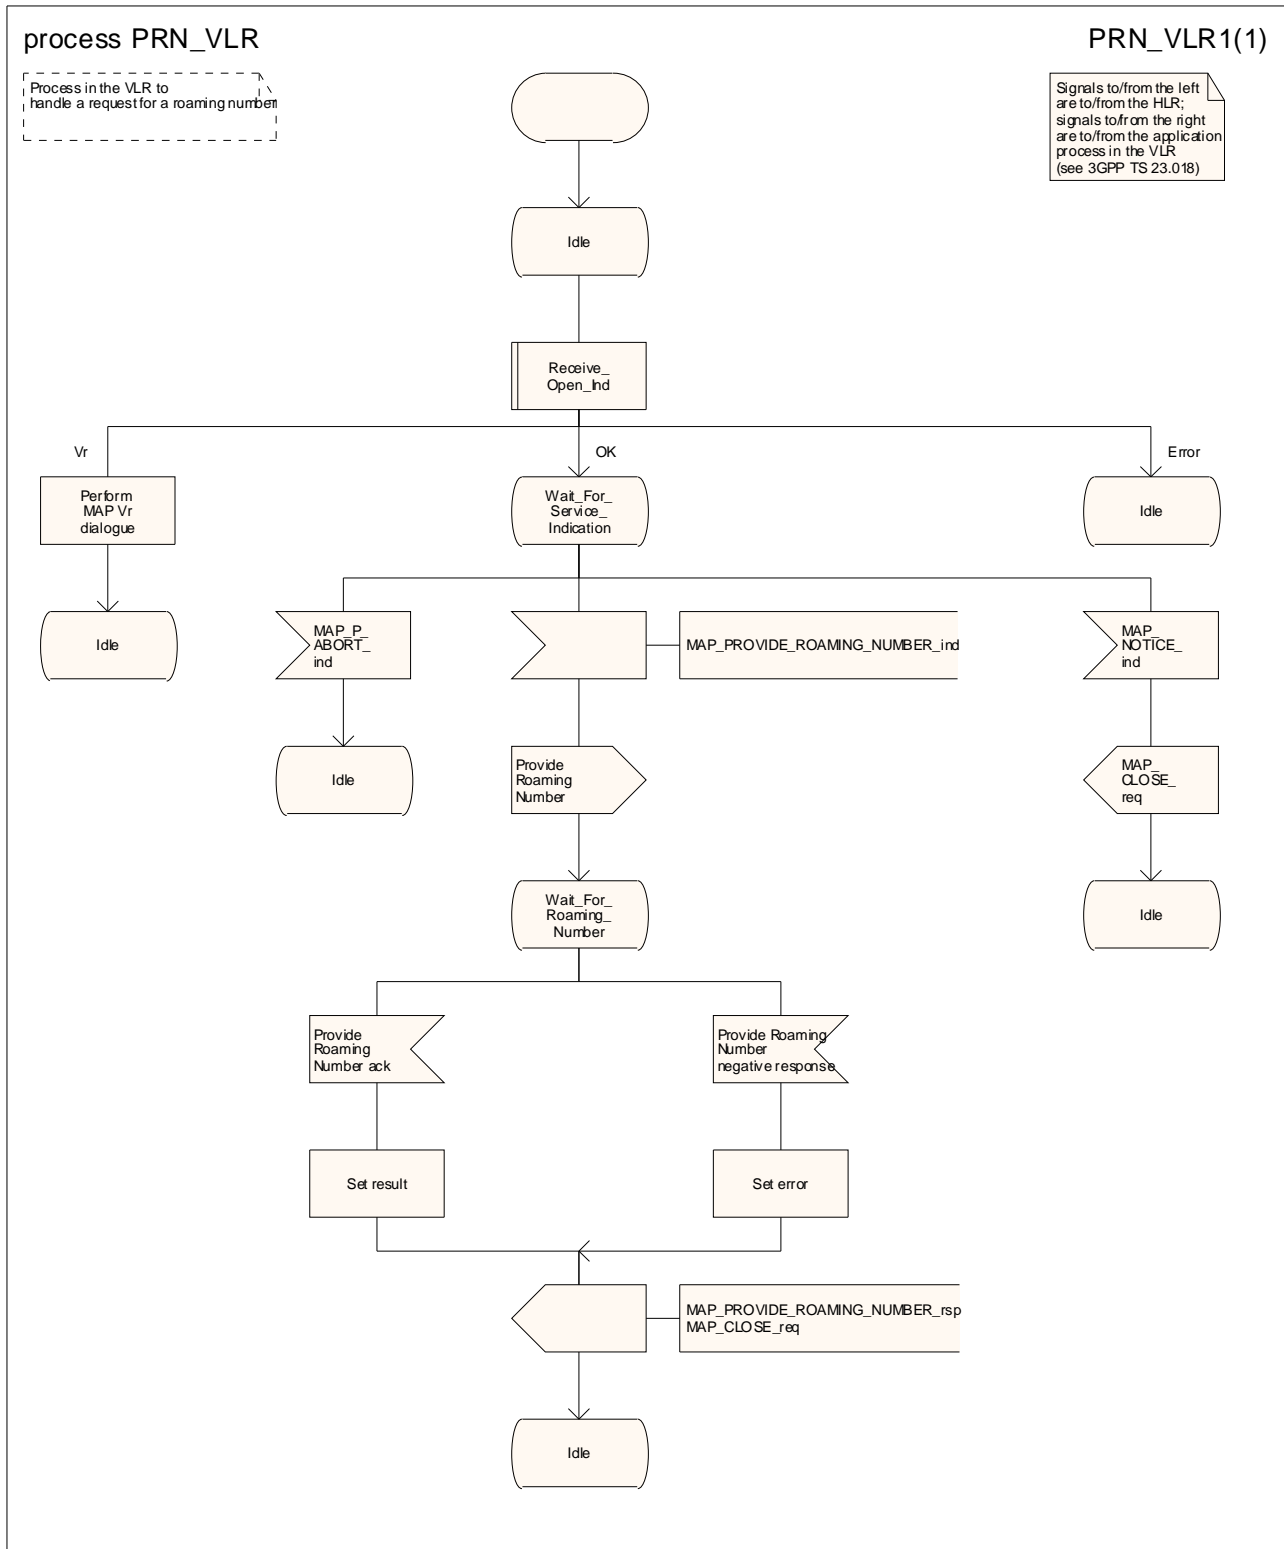 process PRN_VLR
PRN_VLR1(1)
Process in the VLR to
handle a request for a roaming number
Signals to/from the left
are to/from the HLR;
signals to/from the right
are to/from the application
process in the VLR
(see 3GPP TS 23.018)
Idle
Receive_
Open_Ind
Vr
OK
Error
Perform
MAP Vr
dialogue
Wait_For_
Service_
Indication
Idle
Idle
MAP_P_
ABORT_
ind
MAP_PROVIDE_ROAMING_NUMBER_ind
MAP_
NOTICE_
ind
Idle
Provide
Roaming
Number
MAP_
CLOSE_
req
Wait_For_
Roaming_
Number
Idle
Provide
Roaming
Number ack
Provide Roaming
Number
negative response
Set result
Set error
MAP_PROVIDE_ROAMING_NUMBER_rsp
MAP_CLOSE_req
Idle